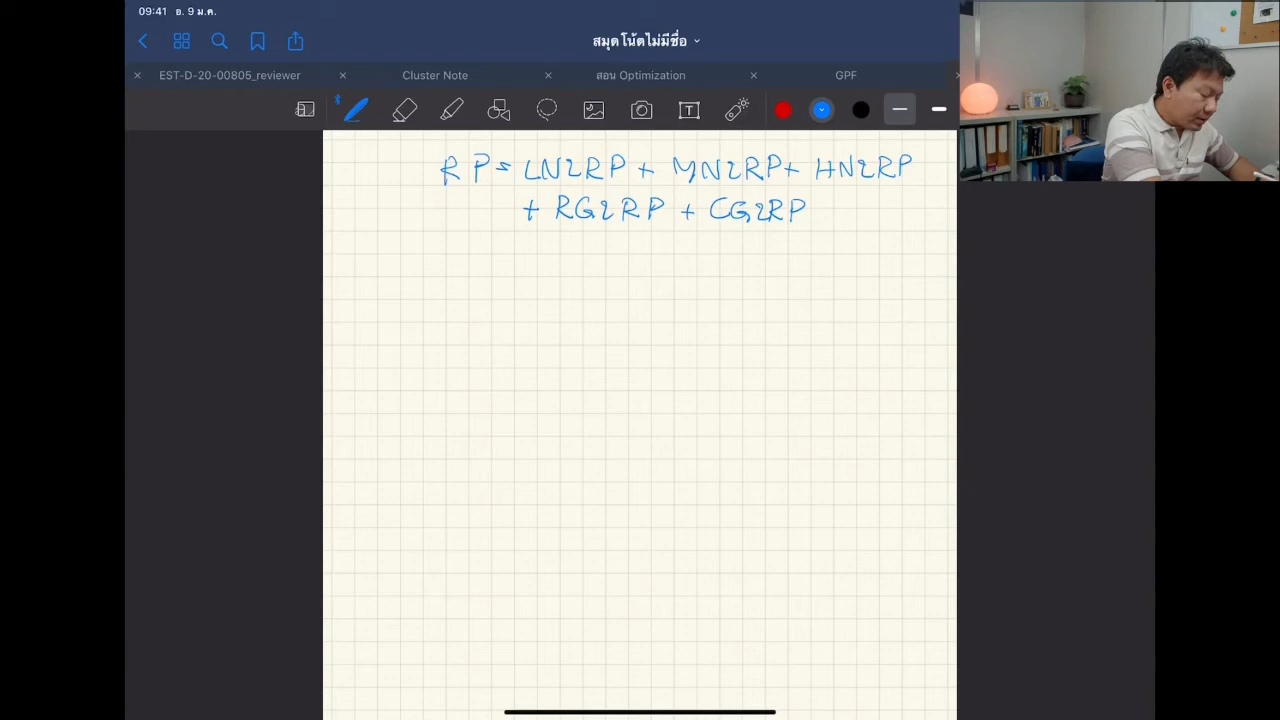 09:41 อ. 9 ม.ค.
สมุดโน้ตไม่มีชื่อ
EST-D-20-00805_reviewer
Cluster Note
สอน Optimization
GPF
RP = LN2RP + MN2RP + HN2RP
+ RG2RP + CG2RP